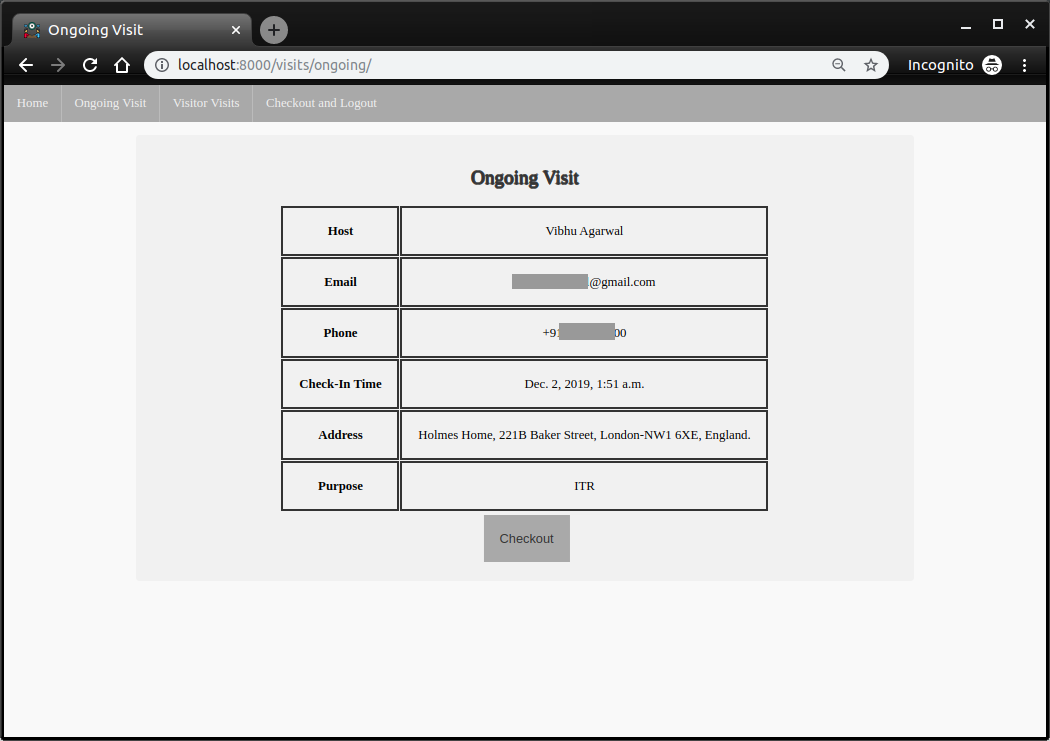 Ongoing Visit
localhost:8000/visits/ongoing/
Incognito
Home Ongoing Visit Visitor Visits Checkout and Logout
Ongoing Visit
Host Vibhu Agarwal
Email @gmail.com
Phone +91 00
Check-In Time Dec. 2, 2019, 1:51 a.m.
Address Holmes Home, 221B Baker Street, London-NW1 6XE, England.
Purpose ITR
Checkout